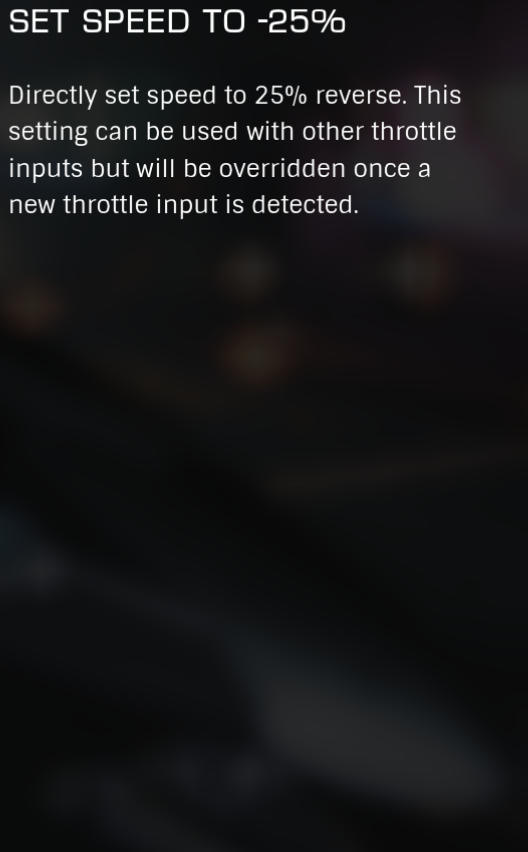 SET SPEED TO -25%
Directly set speed to 25% reverse. This
setting can be used with other throttle
inputs but will be overridden once a
new throttle input is detected.